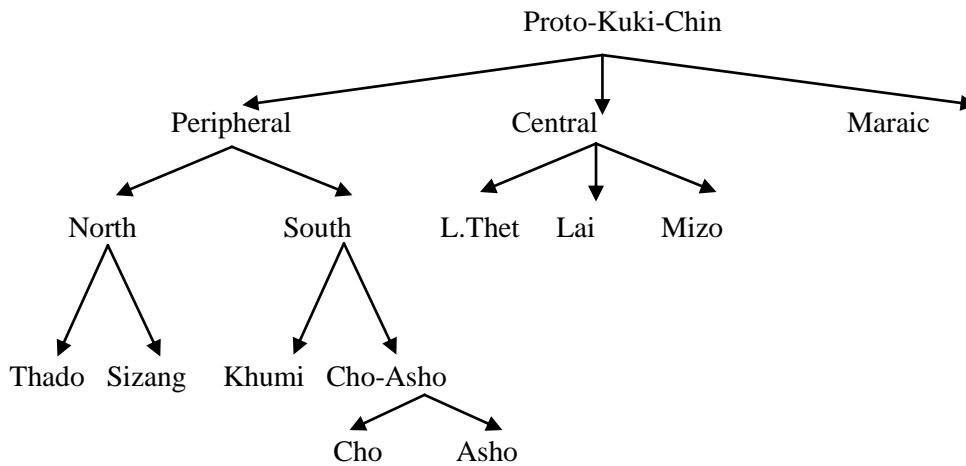 Proto-Kuki-Chin
Peripheral Central Maraic
North South L.Thet Lai Mizo
Thado Sizang Khumi Cho-Asho
Cho Asho